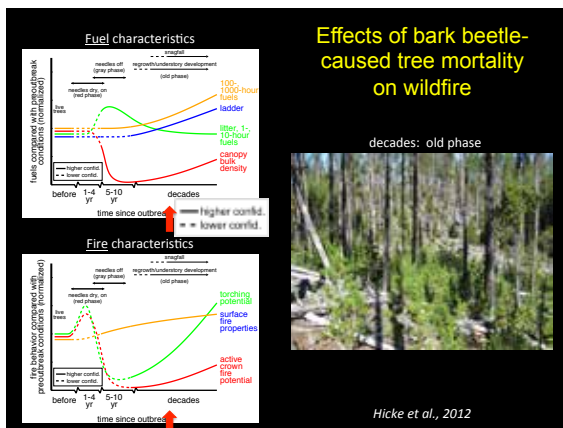 Fuel characteristics
Effects of bark beetle-
caused tree mortality
on wildfire
snagfall
needles off
(gray phase)
regrowth/understory development
(old phase)
needles dry, on
(red phase)
live
trees
100-,
1000-hour
fuels
ladder
litter, 1-,
10-hour
fuels
canopy
bulk
density
higher confid.
lower confid.
fuels compared with preoutbreak
conditions (normalized)
before
1-4
yr
5-10
yr
decades
time since outbreak
higher confid.
lower confid.
decades: old phase
Fire characteristics
snagfall
needles off
(gray phase)
regrowth/understory development
(old phase)
needles dry, on
(red phase)
live
trees
torching
potential
surface
fire
properties
active
crown
fire
potential
higher confid.
lower confid.
fire behavior compared with
preoutbreak conditions (normalized)
before
1-4
yr
5-10
yr
decades
time since outbreak
Hicke et al., 2012